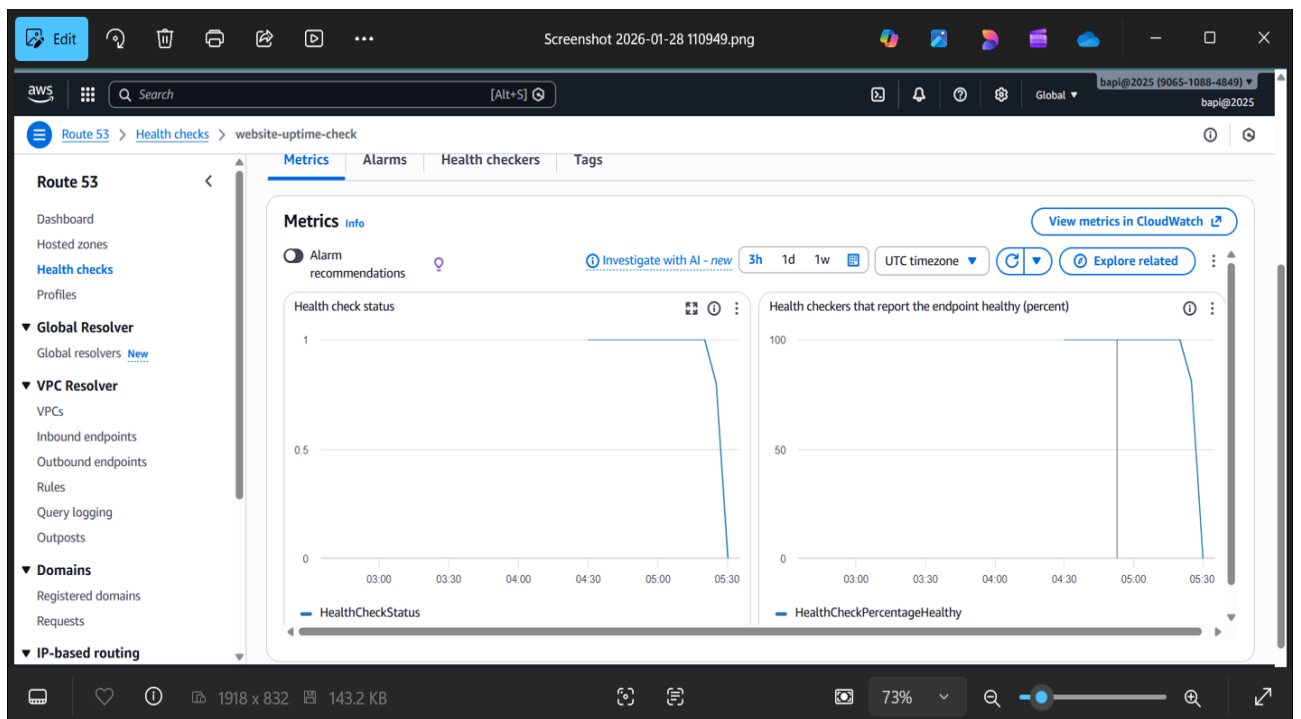 Edit
Screenshot 2026-01-28 110949.png
aws
Search
[Alt+S]
Global
bapi@2025 (9065-1088-4849)
bapi@2025
Route 53 > Health checks > website-uptime-check
Route 53
Dashboard
Hosted zones
Health checks
Profiles
Global Resolver
Global resolvers New
VPC Resolver
VPCs
Inbound endpoints
Outbound endpoints
Rules
Query logging
Outposts
Domains
Registered domains
Requests
IP-based routing
Metrics
Alarms
Health checkers
Tags
Metrics Info
View metrics in CloudWatch
Alarm
recommendations
Investigate with AI - new
3h 1d 1w
UTC timezone
Explore related
Health check status
1
0.5
0
03:00 03:30 04:00 04:30 05:00 05:30
HealthCheckStatus
Health checkers that report the endpoint healthy (percent)
100
50
0
03:00 03:30 04:00 04:30 05:00 05:30
HealthCheckPercentageHealthy
1918 x 832
143.2 KB
73%